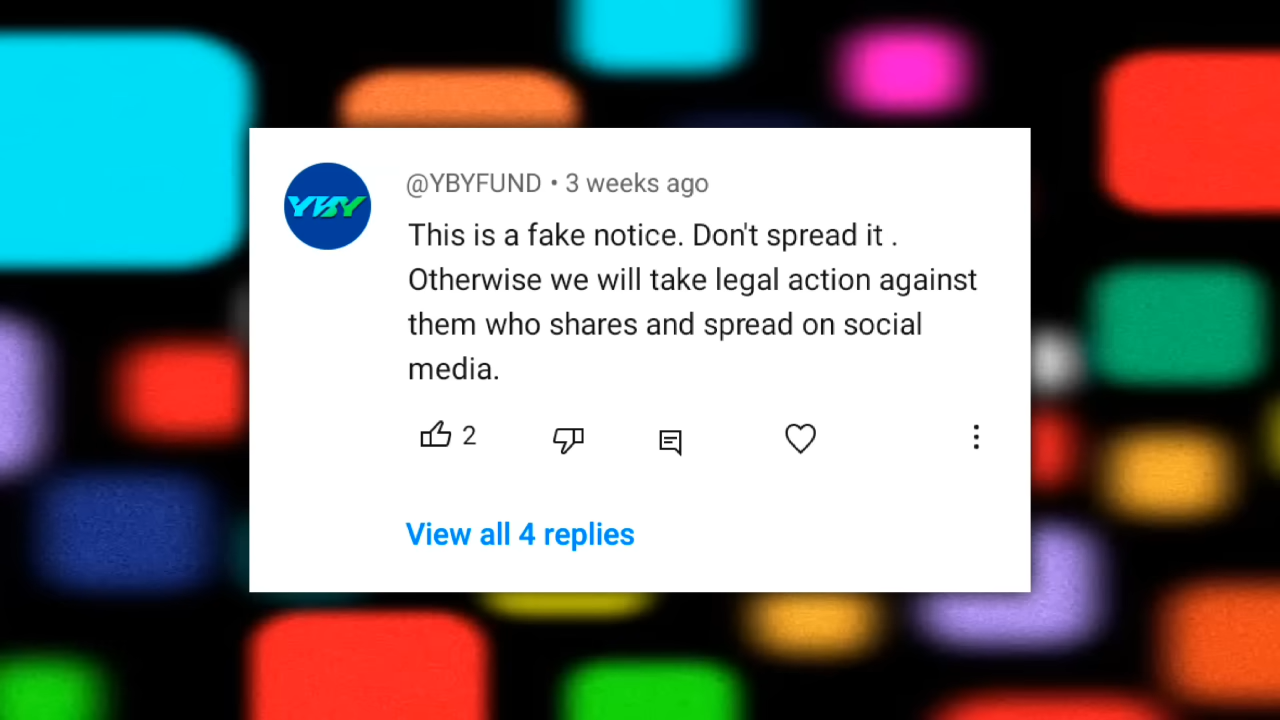 YBY
@YBYFUND • 3 weeks ago
This is a fake notice. Don't spread it .
Otherwise we will take legal action against
them who shares and spread on social
media.
2
View all 4 replies